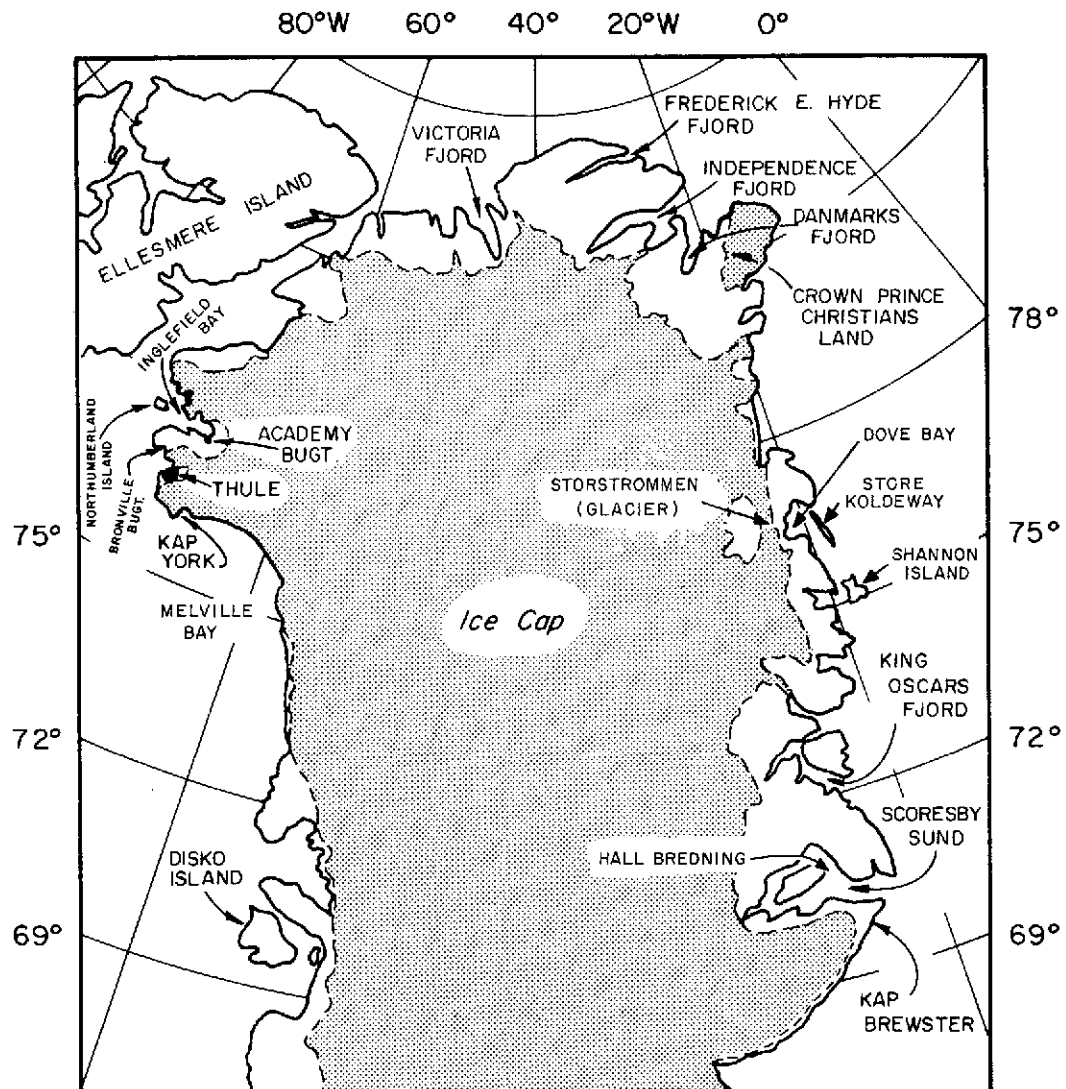 80°W
60°
40°
20°
0°
FREDERICK E. HYDE
FJORD
VICTORIA
FJORD
INDEPENDENCE
FJORD
DANMARKS
FJORD
ELLESMERE ISLAND
CROWN PRINCE
CHRISTIANS
LAND
78°
INGLEFIELD
BAY
NORTHUMBERLAND
ISLAND
BRONVILLE
BUGT.
ACADEMY
BUGT.
THULE
DOVE BAY
STORSTROMMEN
(GLACIER)
STORE
KOLDEWAY
75°
75°
KAP
YORK
SHANNON
ISLAND
MELVILLE
BAY
Ice Cap
KING
OSCARS
FJORD
72°
72°
SCORESBY
SUND
DISKO
ISLAND
HALL BREDNING
69°
69°
KAP
BREWSTER